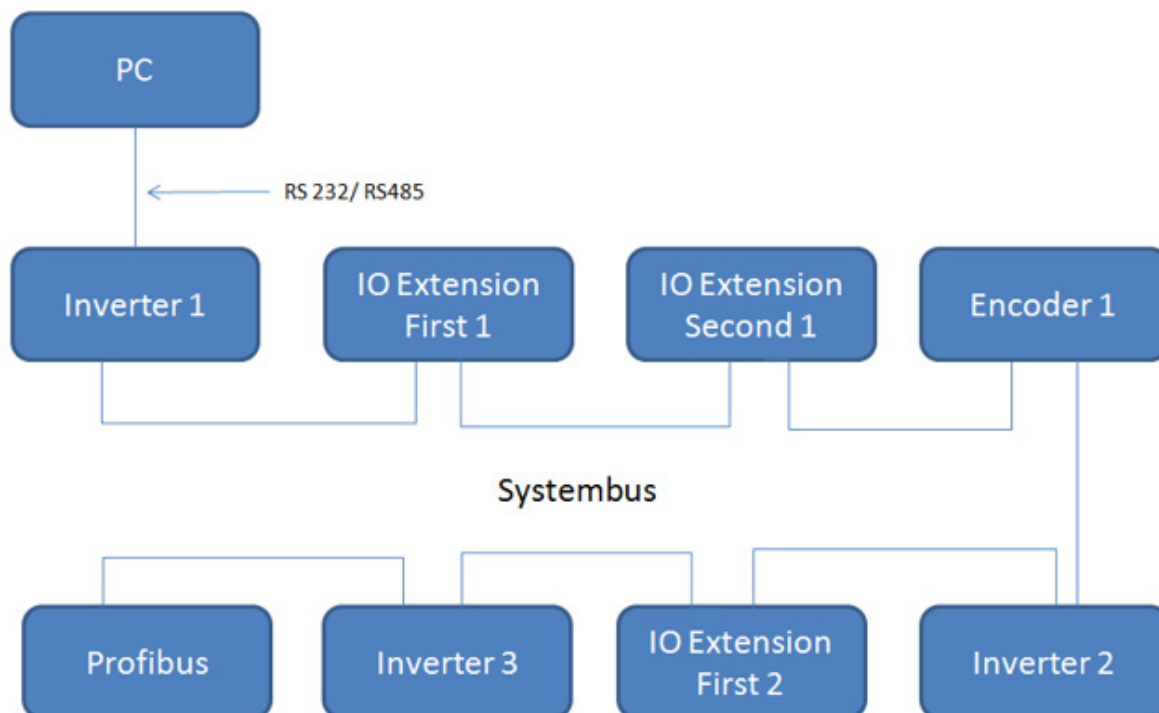 PC
RS 232/ RS485
Inverter 1
IO Extension
First 1
IO Extension
Second 1
Encoder 1
Systembus
Profibus
Inverter 3
IO Extension
First 2
Inverter 2